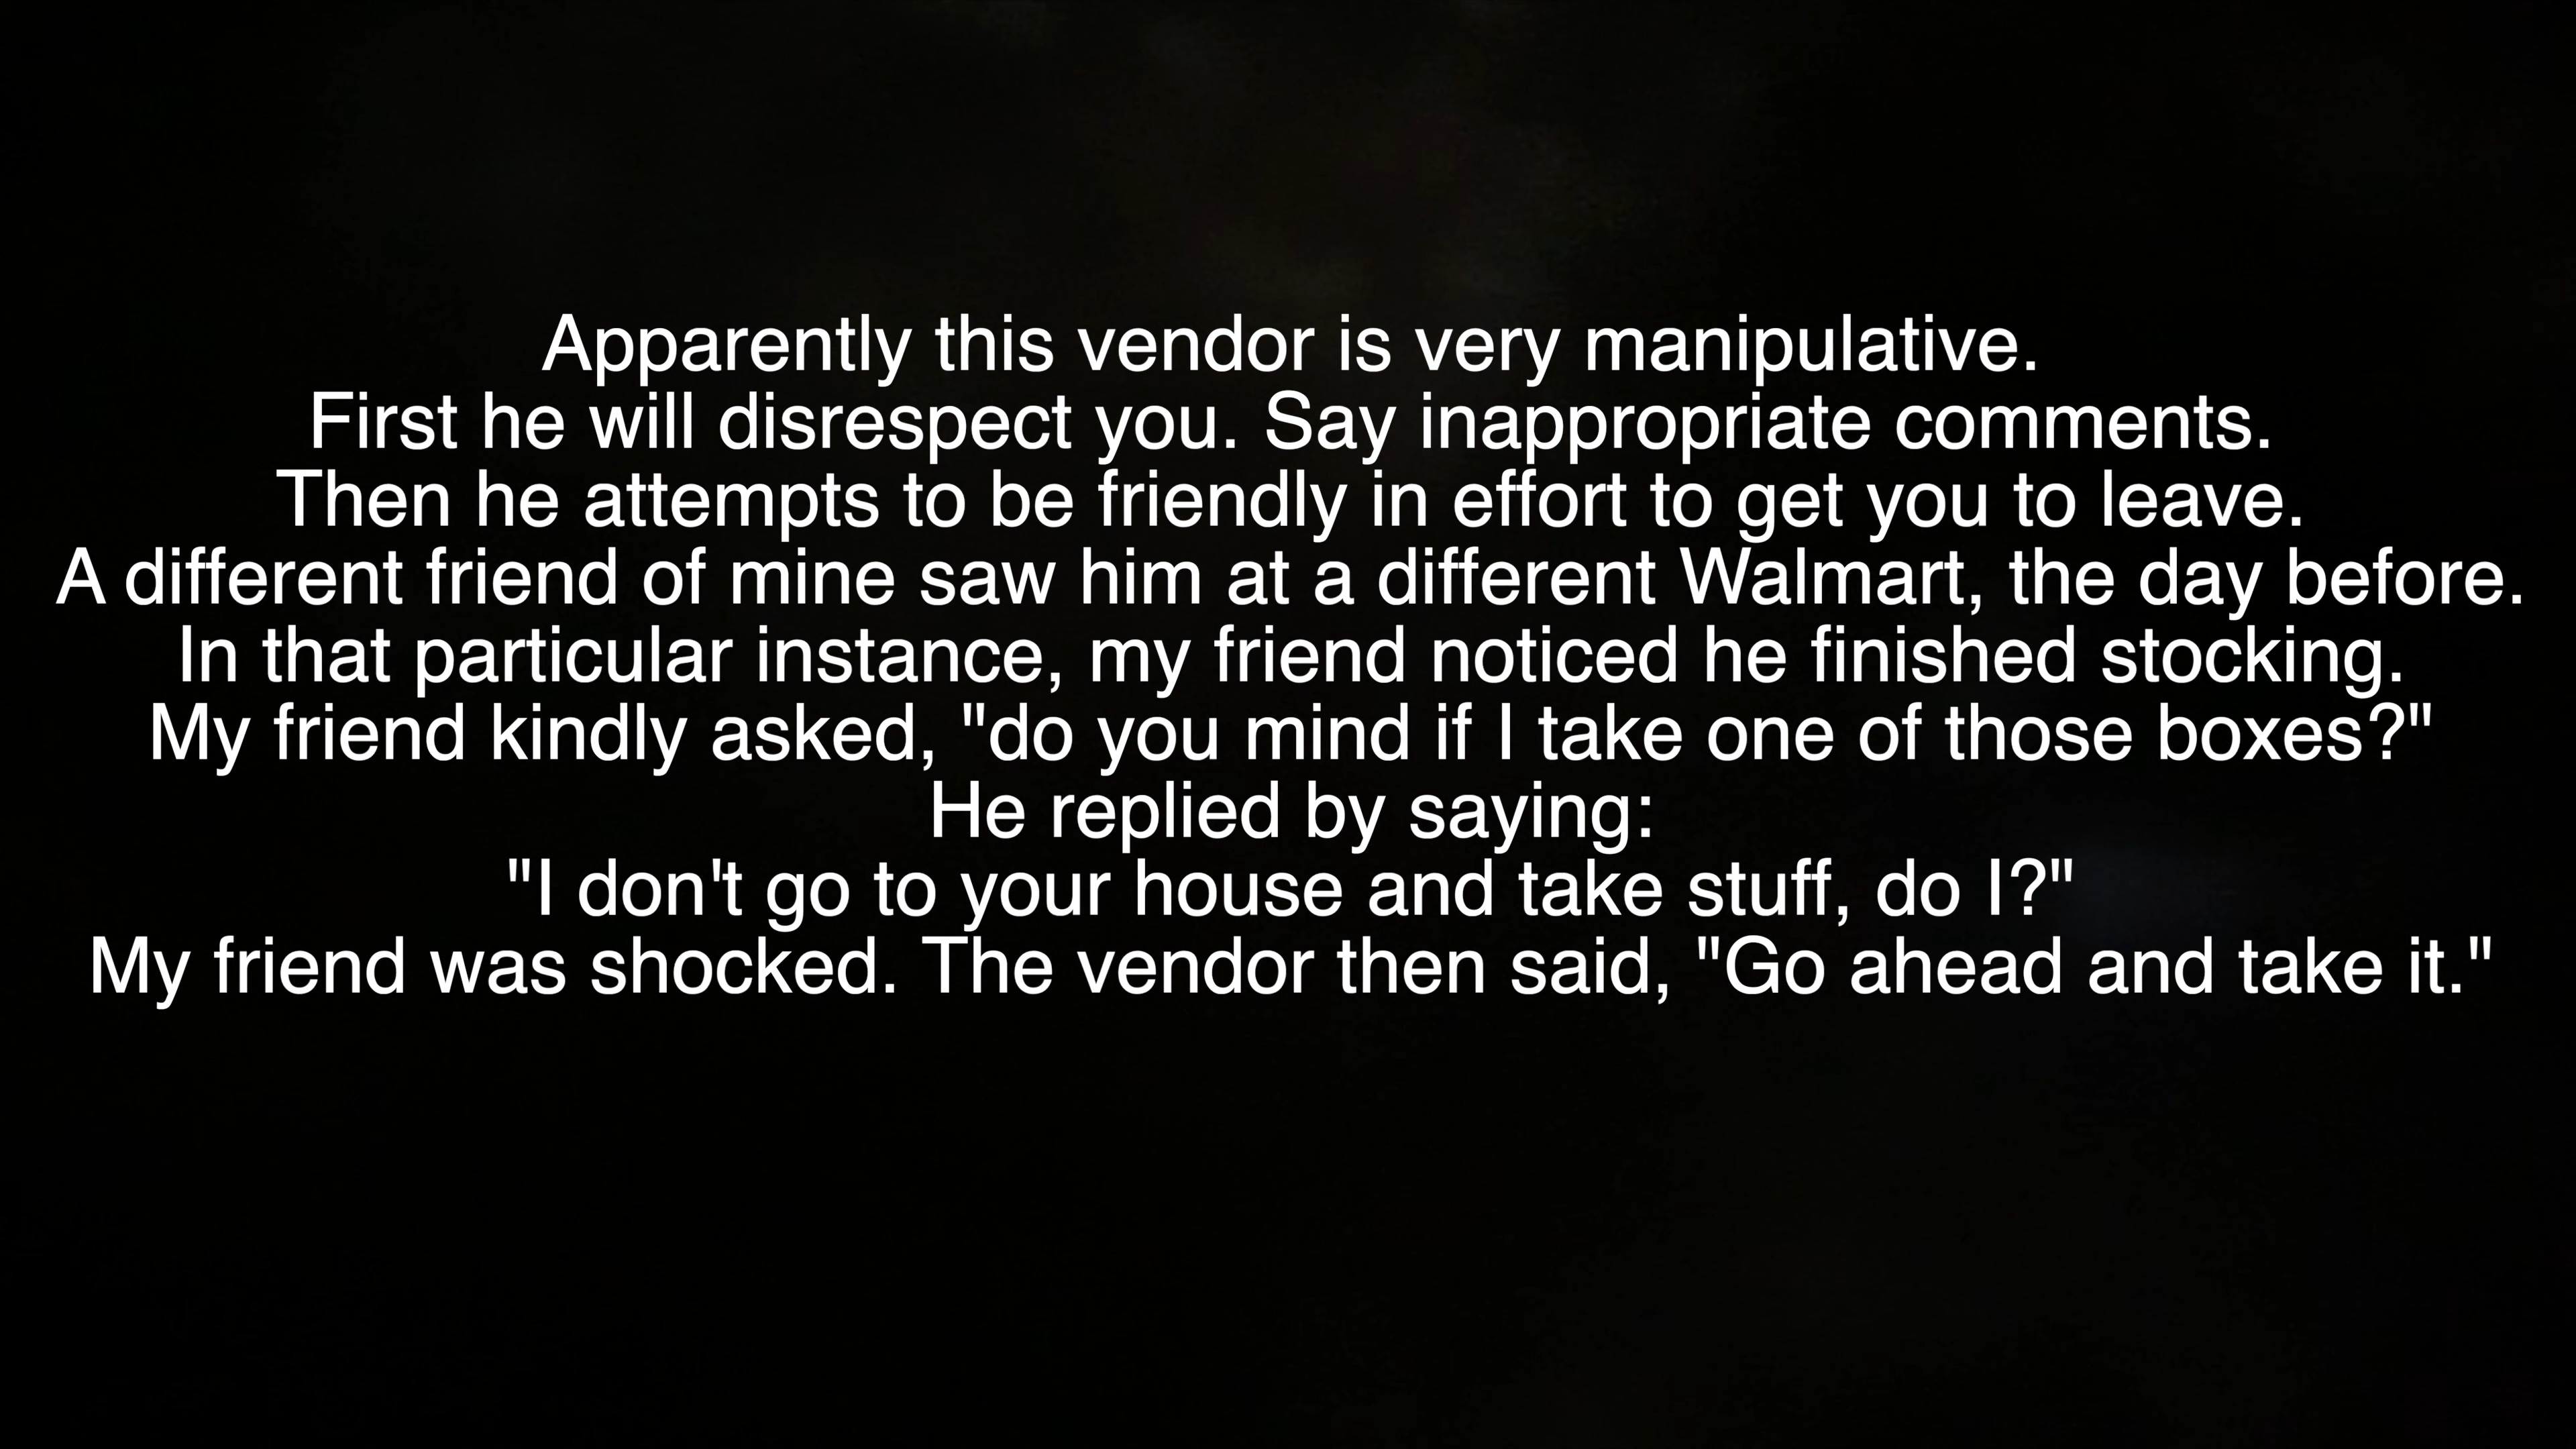 Apparently this vendor is very manipulative.
First he will disrespect you. Say inappropriate comments.
Then he attempts to be friendly in effort to get you to leave.
A different friend of mine saw him at a different Walmart, the day before.
In that particular instance, my friend noticed he finished stocking.
My friend kindly asked, "do you mind if I take one of those boxes?"
He replied by saying:
"I don't go to your house and take stuff, do I?"
My friend was shocked. The vendor then said, "Go ahead and take it."